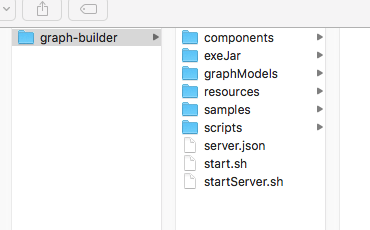 graph-builder
components
exeJar
graphModels
resources
samples
scripts
server.json
start.sh
startServer.sh